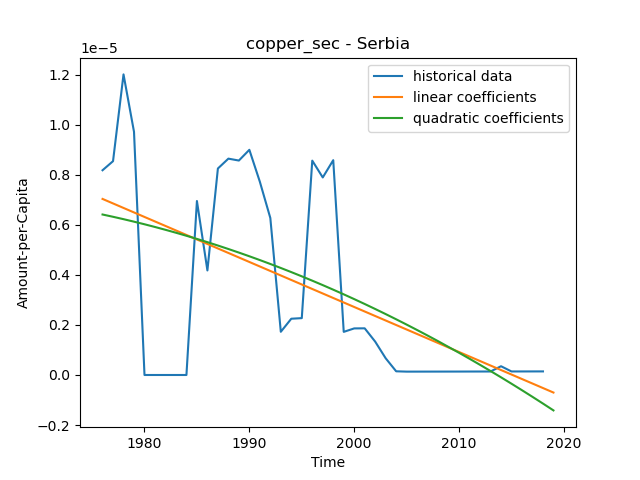 copper_sec - Serbia
1e−5
historical data
linear coefficients
quadratic coefficients
1.2
1.0
0.8
0.6
0.4
0.2
0.0
−0.2
Amount-per-Capita
1980 1990 2000 2010 2020
Time